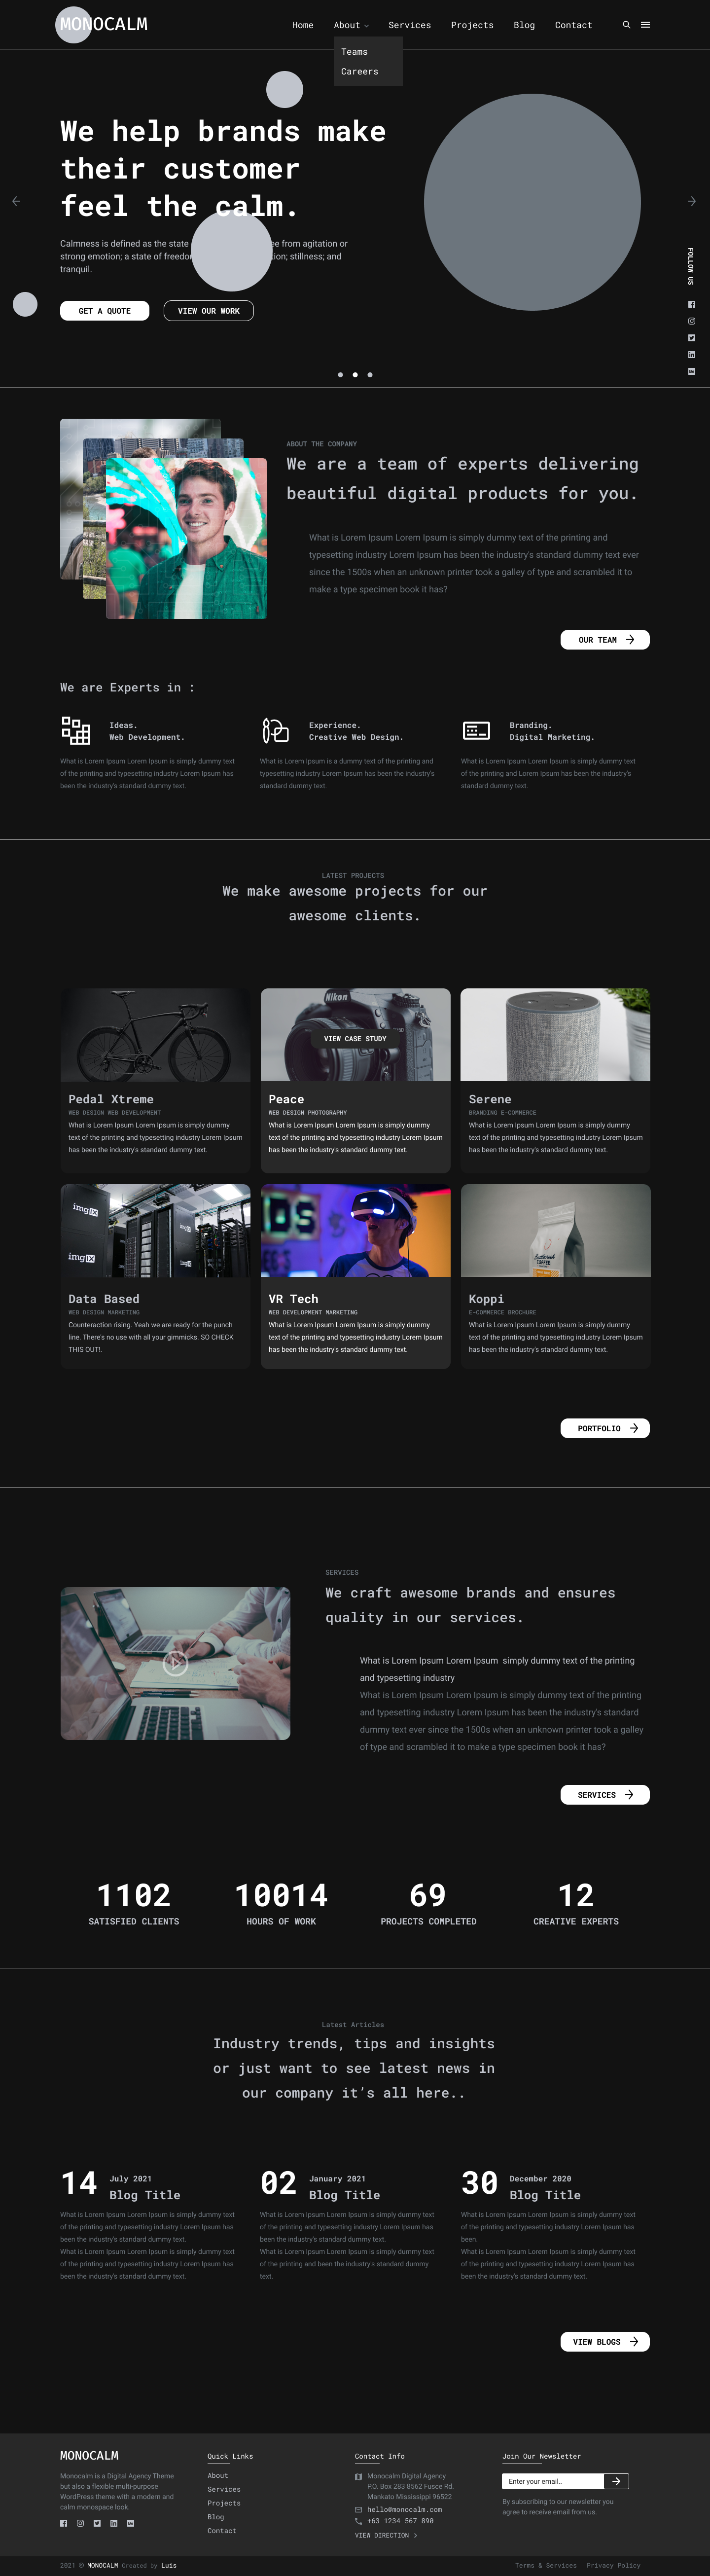 MONOCALM
Home About Services Projects Blog Contact
Teams
Careers
We help brands make
their customer
feel the calm.
Calmness is defined as the state ee from agitation or
strong emotion; a state of freedom ion; stillness; and
tranquil.
GET A QUOTE
VIEW OUR WORK
FOLLOW US
ABOUT THE COMPANY
We are a team of experts delivering
beautiful digital products for you.
What is Lorem Ipsum Lorem Ipsum is simply dummy text of the printing and
typesetting industry Lorem Ipsum has been the industry's standard dummy text ever
since the 1500s when an unknown printer took a galley of type and scrambled it to
make a type specimen book it has?
OUR TEAM
We are Experts in :
Ideas.
Web Development.
What is Lorem Ipsum Lorem Ipsum is simply dummy text
of the printing and typesetting industry Lorem Ipsum has
been the industry's standard dummy text.
Experience.
Creative Web Design.
What is Lorem Ipsum is a dummy text of the printing and
typesetting industry Lorem Ipsum has been the industry's
standard dummy text.
Branding.
Digital Marketing.
What is Lorem Ipsum Lorem Ipsum is simply dummy text
of the printing and Lorem Ipsum has been the industry's
standard dummy text.
LATEST PROJECTS
We make awesome projects for our
awesome clients.
Pedal Xtreme
WEB DESIGN WEB DEVELOPMENT
What is Lorem Ipsum Lorem Ipsum is simply dummy
text of the printing and typesetting industry Lorem Ipsum
has been the industry's standard dummy text.
Nikon
VIEW CASE STUDY
Peace
WEB DESIGN PHOTOGRAPHY
What is Lorem Ipsum Lorem Ipsum is simply dummy
text of the printing and typesetting industry Lorem Ipsum
has been the industry's standard dummy text.
Serene
BRANDING E-COMMERCE
What is Lorem Ipsum Lorem Ipsum is simply dummy
text of the printing and typesetting industry Lorem Ipsum
has been the industry's standard dummy text.
imgIX
imgIX
imgIX
imgIX
Data Based
WEB DESIGN MARKETING
Counteraction rising. Yeah we are ready for the punch
line. There's no use with all your gimmicks. SO CHECK
THIS OUT!.
VR Tech
WEB DEVELOPMENT MARKETING
What is Lorem Ipsum Lorem Ipsum is simply dummy
text of the printing and typesetting industry Lorem Ipsum
has been the industry's standard dummy text.
COFFEE
Koppi
E-COMMERCE BROCHURE
What is Lorem Ipsum Lorem Ipsum is simply dummy
text of the printing and typesetting industry Lorem Ipsum
has been the industry's standard dummy text.
PORTFOLIO
SERVICES
We craft awesome brands and ensures
quality in our services.
What is Lorem Ipsum Lorem Ipsum simply dummy text of the printing
and typesetting industry
What is Lorem Ipsum Lorem Ipsum is simply dummy text of the printing
and typesetting industry Lorem Ipsum has been the industry's standard
dummy text ever since the 1500s when an unknown printer took a galley
of type and scrambled it to make a type specimen book it has?
SERVICES
1102
SATISFIED CLIENTS
10014
HOURS OF WORK
69
PROJECTS COMPLETED
12
CREATIVE EXPERTS
Latest Articles
Industry trends, tips and insights
or just want to see latest news in
our company it’s all here..
14
July 2021
Blog Title
What is Lorem Ipsum Lorem Ipsum is simply dummy text
of the printing and typesetting industry Lorem Ipsum has
been the industry's standard dummy text.
What is Lorem Ipsum Lorem Ipsum is simply dummy text
of the printing and typesetting industry Lorem Ipsum has
been the industry's standard dummy text.
02
January 2021
Blog Title
What is Lorem Ipsum Lorem Ipsum is simply dummy text
of the printing and typesetting industry Lorem Ipsum has
been the industry's standard dummy text.
What is Lorem Ipsum Lorem Ipsum is simply dummy text
of the printing and been the industry's standard dummy
text.
30
December 2020
Blog Title
What is Lorem Ipsum Lorem Ipsum is simply dummy text
of the printing and typesetting industry Lorem Ipsum has
been.
What is Lorem Ipsum Lorem Ipsum is simply dummy text
of the printing and typesetting industry Lorem Ipsum has
been the industry's standard dummy text.
VIEW BLOGS
MONOCALM
Monocalm is a Digital Agency Theme
but also a flexible multi-purpose
WordPress theme with a modern and
calm monospace look.
Quick Links
About
Services
Projects
Blog
Contact
Contact Info
Monocalm Digital Agency
P.O. Box 283 8562 Fusce Rd.
Mankato Mississippi 96522
hello@monocalm.com
+63 1234 567 890
VIEW DIRECTION
Join Our Newsletter
Enter your email..
By subscribing to our newsletter you
agree to receive email from us.
2021 © MONOCALM Created by Luis
Terms & Services Privacy Policy